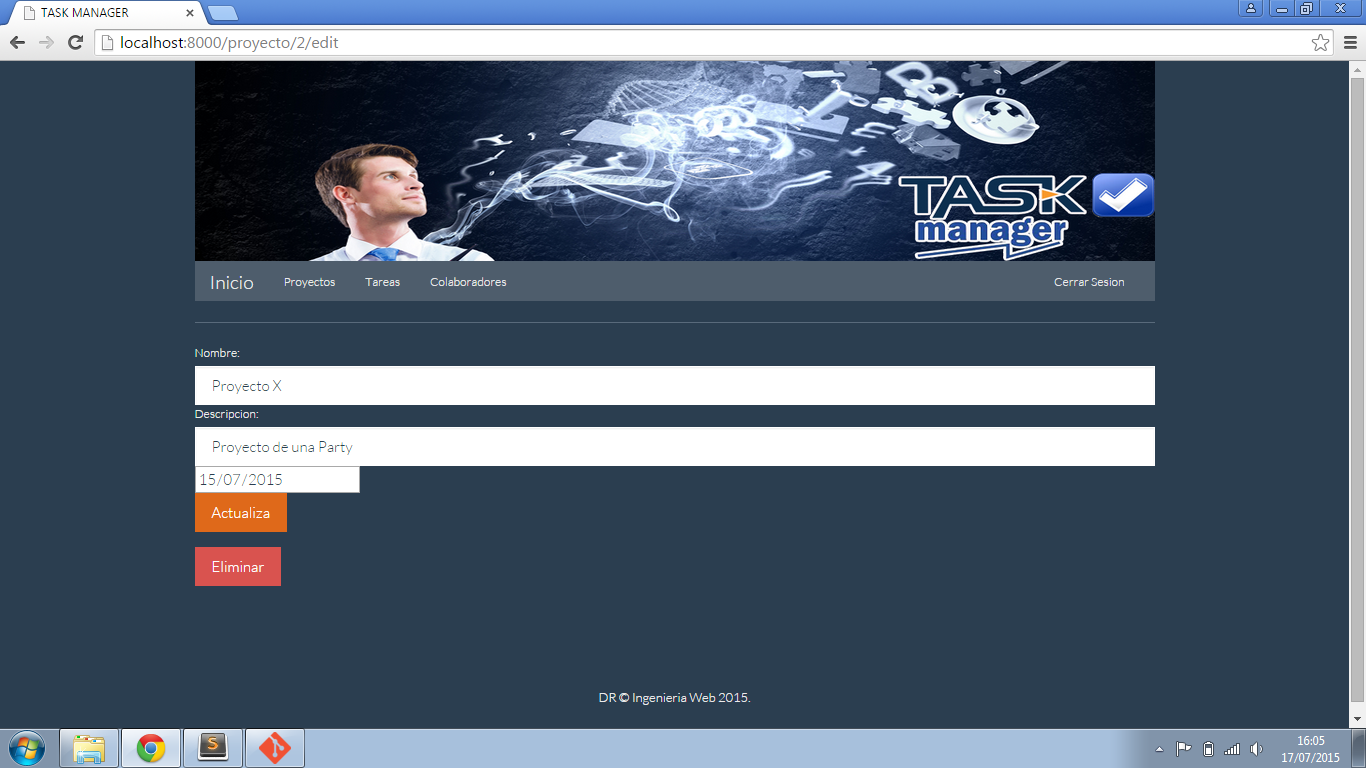 TASK MANAGER
localhost:8000/proyecto/2/edit
TASK
manager
Inicio Proyectos Tareas Colaboradores Cerrar Sesion
Nombre:
Proyecto X
Descripcion:
Proyecto de una Party
15/07/2015
Actualiza
Eliminar
DR © Ingenieria Web 2015.
16:05
17/07/2015